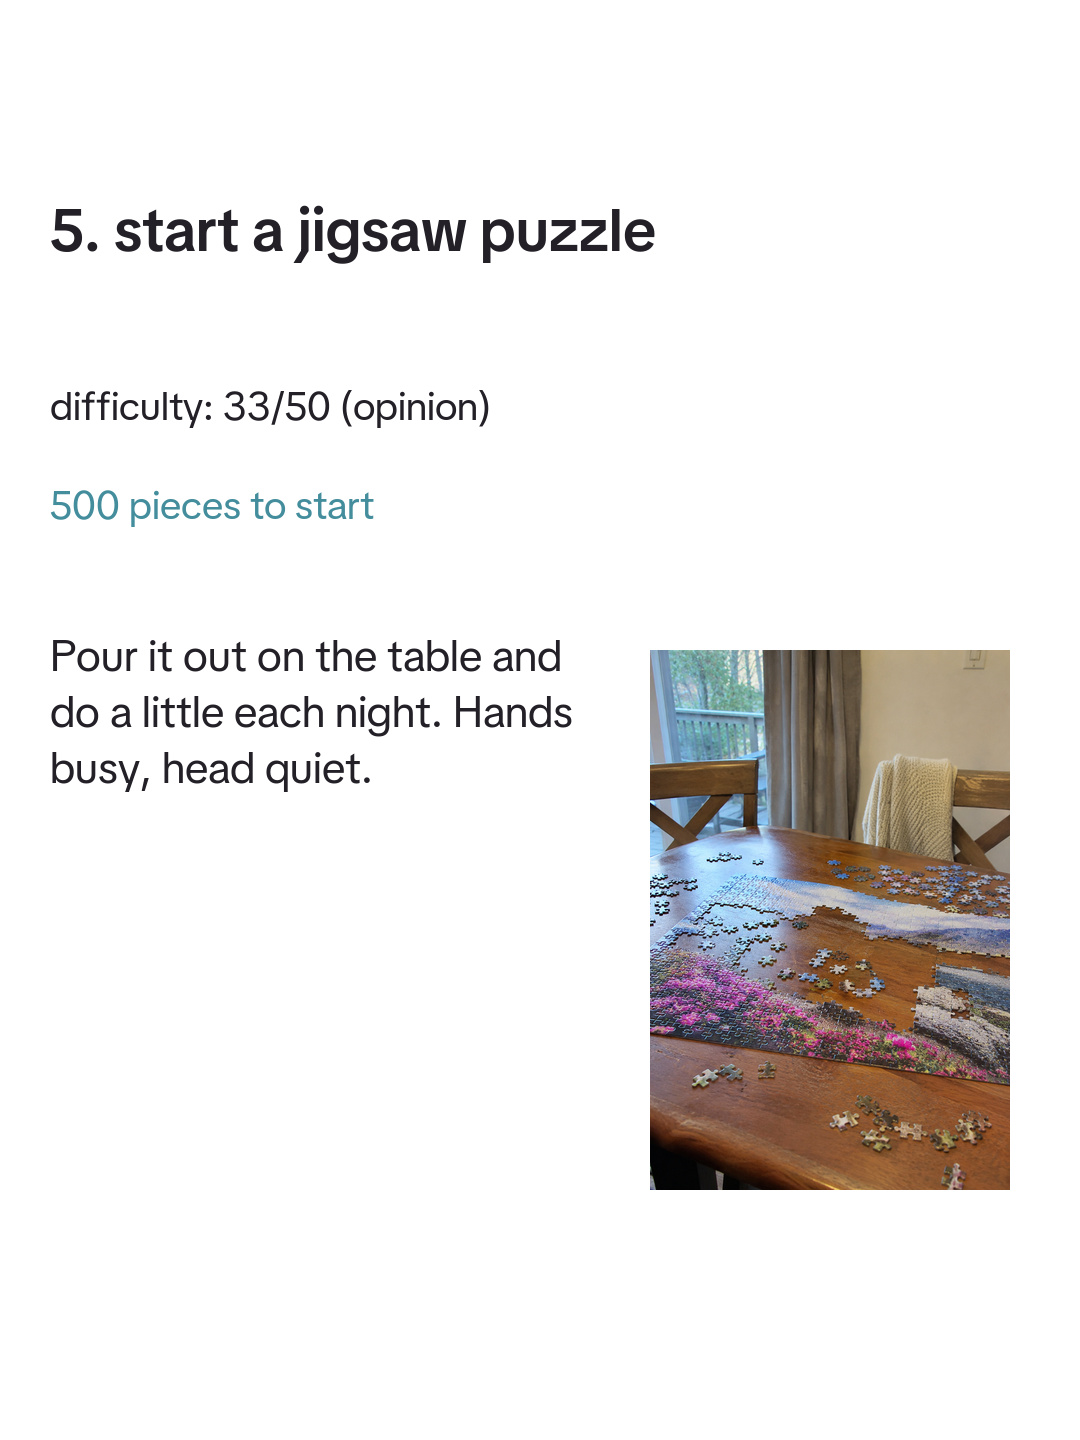 5. start a jigsaw puzzle
difficulty: 33/50 (opinion)
500 pieces to start
Pour it out on the table and
do a little each night. Hands
busy, head quiet.